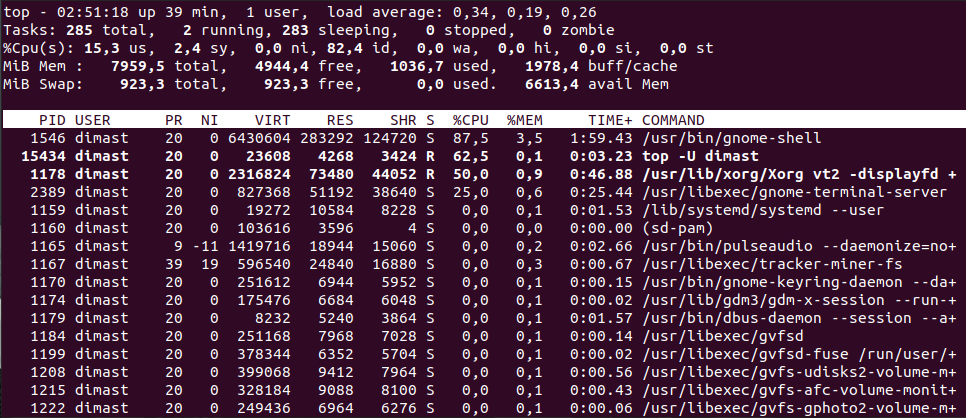 top - 02:51:18 up 39 min,  1 user,  load average: 0,34, 0,19, 0,26
Tasks: 285 total,   2 running, 283 sleeping,   0 stopped,   0 zombie
%Cpu(s): 15,3 us,  2,4 sy,  0,0 ni, 82,4 id,  0,0 wa,  0,0 hi,  0,0 si,  0,0 st
MiB Mem :   7959,5 total,   4944,4 free,   1036,7 used,   1978,4 buff/cache
MiB Swap:    923,3 total,    923,3 free,      0,0 used.   6613,4 avail Mem
PID USER      PR  NI    VIRT    RES    SHR S  %CPU  %MEM     TIME+ COMMAND
1546 dimast    20   0 6430604 283292 124720 S  87,5   3,5   1:59.43 /usr/bin/gnome-shell
15434 dimast    20   0   23608   4268   3424 R  62,5   0,1   0:03.23 top -U dimast
1178 dimast    20   0 2316824  73480  44052 R  50,0   0,9   0:46.88 /usr/lib/xorg/Xorg vt2 -displayfd +
2389 dimast    20   0  827368  51192  38640 S  25,0   0,6   0:25.44 /usr/libexec/gnome-terminal-server
1159 dimast    20   0   19272  10584   8228 S   0,0   0,1   0:01.53 /lib/systemd/systemd --user
1160 dimast    20   0  103616   3596      4 S   0,0   0,0   0:00.00 (sd-pam)
1165 dimast     9 -11 1419716  18944  15060 S   0,0   0,2   0:02.66 /usr/bin/pulseaudio --daemonize=no+
1167 dimast    39  19  596540  24840  16880 S   0,0   0,3   0:00.67 /usr/libexec/tracker-miner-fs
1170 dimast    20   0  251612   6944   5952 S   0,0   0,1   0:00.15 /usr/bin/gnome-keyring-daemon --da+
1174 dimast    20   0  175476   6684   6048 S   0,0   0,1   0:00.02 /usr/lib/gdm3/gdm-x-session --run-+
1179 dimast    20   0    8232   5240   3864 S   0,0   0,1   0:01.57 /usr/bin/dbus-daemon --session --a+
1184 dimast    20   0  251168   7968   7028 S   0,0   0,1   0:00.14 /usr/libexec/gvfsd
1199 dimast    20   0  378344   6352   5704 S   0,0   0,1   0:00.02 /usr/libexec/gvfsd-fuse /run/user/+
1208 dimast    20   0  399068   9412   7964 S   0,0   0,1   0:00.56 /usr/libexec/gvfs-udisks2-volume-m+
1215 dimast    20   0  328184   9088   8100 S   0,0   0,1   0:00.43 /usr/libexec/gvfs-afc-volume-monit+
1222 dimast    20   0  249436   6964   6276 S   0,0   0,1   0:00.06 /usr/libexec/gvfs-gphoto2-volume-m+